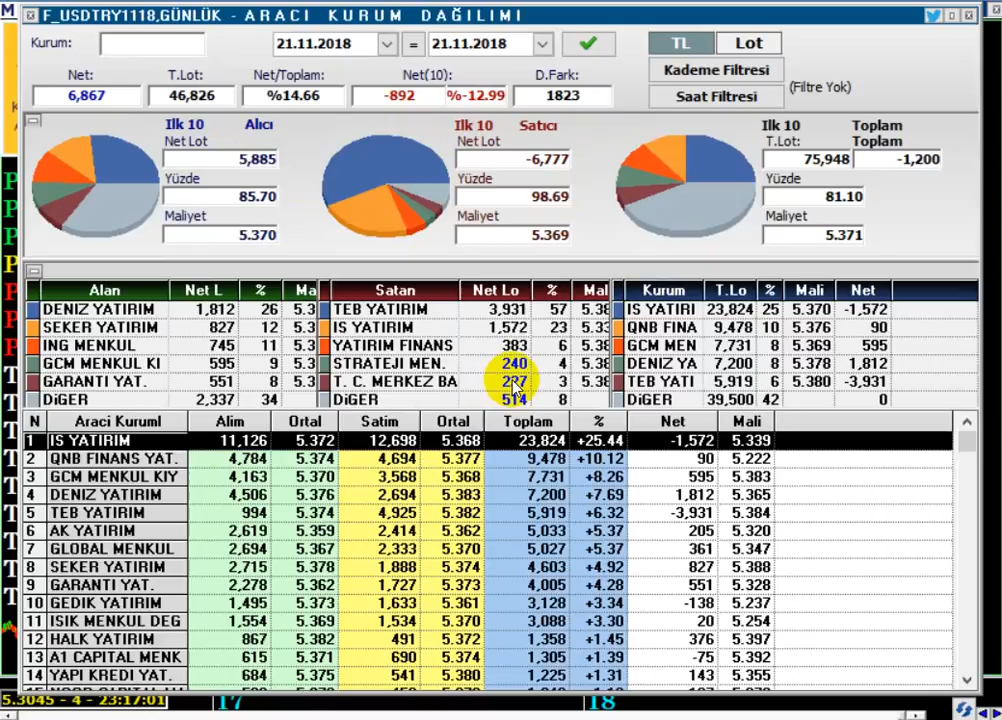 M F_USDTRY1118,GÜNLÜK - ARACI KURUM DAĞILIMI
Kurum: 21.11.2018 = 21.11.2018 TL Lot
Kademe Filtresi
Net: T.Lot: Net/Toplam: Net(10): D.Fark: (Filtre Yok)
6,867 46,826 %14.66 -892 %-12.99 1823 Saat Filtresi
Ilk 10 Alıcı Ilk 10 Satıcı Ilk 10 Toplam
Net Lot Net Lot T.Lot: Toplam
5,885 -6,777 75,948 -1,200
Yüzde Yüzde Yüzde
85.70 98.69 81.10
Maliyet Maliyet Maliyet
5.370 5.369 5.371
Alan Net L % Ma Satan Net Lo % Mal Kurum T.Lo % Mali Net
DENIZ YATIRIM 1,812 26 5.3 TEB YATIRIM 3,931 57 5.38 IS YATIRI 23,824 25 5.370 -1,572
SEKER YATIRIM 827 12 5.3 IS YATIRIM 1,572 23 5.3 QNB FINA 9,478 10 5.376 90
ING MENKUL 745 11 5.3 YATIRIM FINANS 383 6 5.38 GCM MEN 7,731 8 5.369 595
GCM MENKUL KI 595 9 5.3 STRATEJI MEN. 240 4 5.38 DENIZ YA 7,200 8 5.378 1,812
GARANTI YAT. 551 8 5.3 T. C. MERKEZ BA 3 5.38 TEB YATI 5,919 6 5.380 -3,931
DiGER 2,337 34 DiGER 514 8 DiGER 39,500 42 0
N Araci Kuruml Alim Ortal Satim Ortal Toplam % Net Mali
1 IS YATIRIM 11,126 5.372 12,698 5.368 23,824 +25.44 -1,572 5.339
2 QNB FINANS YAT. 4,784 5.374 4,694 5.377 9,478 +10.12 90 5.222
3 GCM MENKUL KIY 4,163 5.370 3,568 5.368 7,731 +8.26 595 5.383
4 DENIZ YATIRIM 4,506 5.376 2,694 5.383 7,200 +7.69 1,812 5.365
5 TEB YATIRIM 994 5.374 4,925 5.382 5,919 +6.32 -3,931 5.384
6 AK YATIRIM 2,619 5.359 2,414 5.362 5,033 +5.37 205 5.320
7 GLOBAL MENKUL 2,694 5.367 2,333 5.370 5,027 +5.37 361 5.347
8 SEKER YATIRIM 2,715 5.378 1,888 5.374 4,603 +4.92 827 5.388
9 GARANTI YAT. 2,278 5.362 1,727 5.373 4,005 +4.28 551 5.328
10 GEDIK YATIRIM 1,495 5.373 1,633 5.361 3,128 +3.34 -138 5.237
11 ISIK MENKUL DEG 1,554 5.369 1,534 5.370 3,088 +3.30 20 5.254
12 HALK YATIRIM 867 5.382 491 5.372 1,358 +1.45 376 5.397
13 A1 CAPITAL MENK 615 5.371 690 5.374 1,305 +1.39 -75 5.392
14 YAPI KREDI YAT. 684 5.375 541 5.380 1,225 +1.31 143 5.355
5.3045 - 4 - 23:17:01 17 18